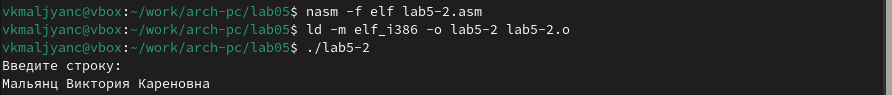 vkmaljyanc@vbox:~/work/arch-pc/lab05$ nasm -f elf lab5-2.asm
vkmaljyanc@vbox:~/work/arch-pc/lab05$ ld -m elf_i386 -o lab5-2 lab5-2.o
vkmaljyanc@vbox:~/work/arch-pc/lab05$ ./lab5-2
Введите строку:
Мальянц Виктория Кареновна